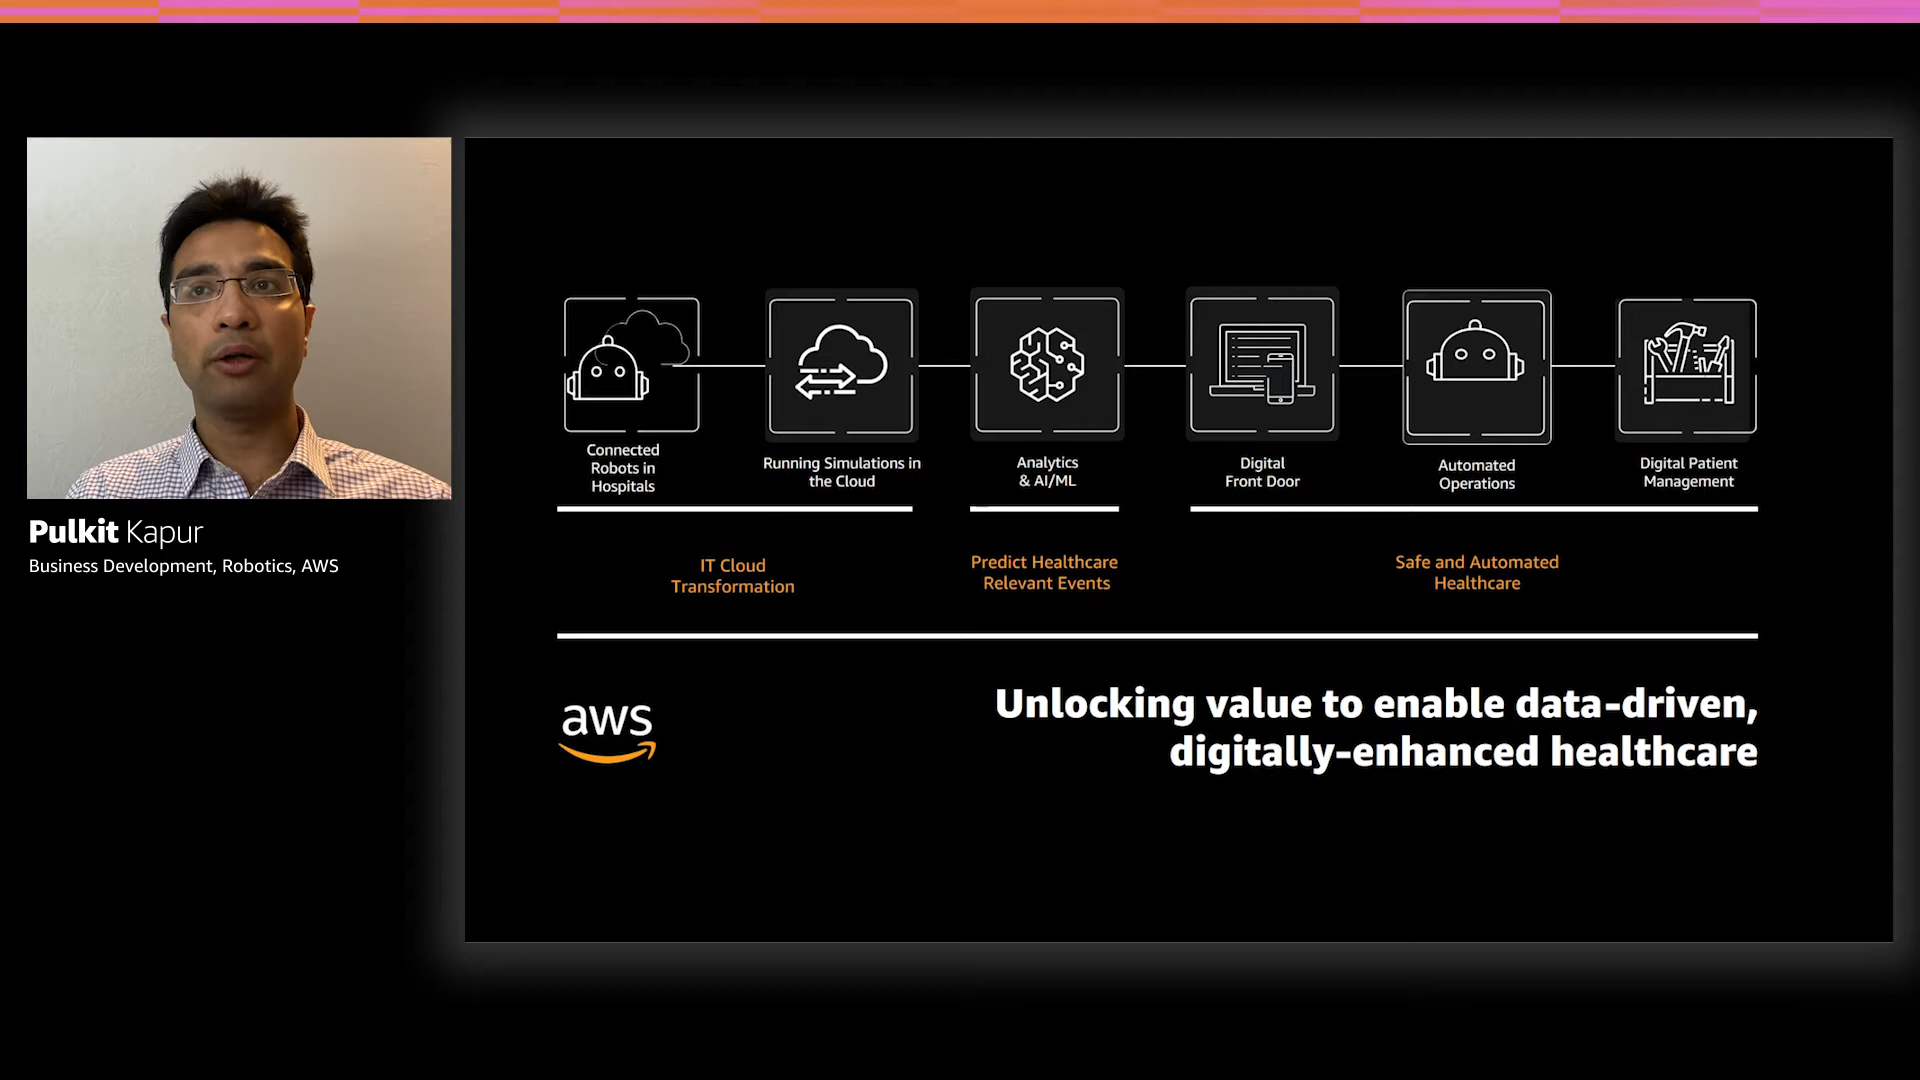 Pulkit Kapur
Business Development, Robotics, AWS
Connected
Robots in
Hospitals
Running Simulations in
the Cloud
Analytics
& AI/ML
Digital
Front Door
Automated
Operations
Digital Patient
Management
IT Cloud
Transformation
Predict Healthcare
Relevant Events
Safe and Automated
Healthcare
aws
Unlocking value to enable data-driven,
digitally-enhanced healthcare